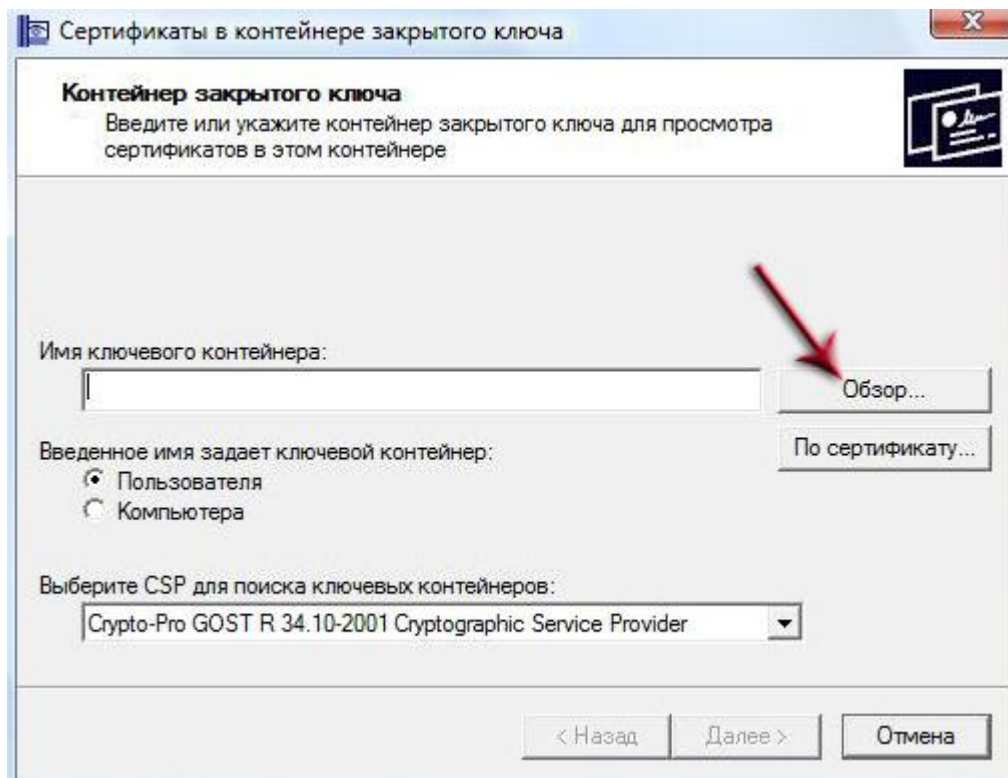 Сертификаты в контейнере закрытого ключа
Контейнер закрытого ключа
Введите или укажите контейнер закрытого ключа для просмотра
сертификатов в этом контейнере
Имя ключевого контейнера:
Обзор...
По сертификату...
Введенное имя задает ключевой контейнер:
Пользователя
Компьютера
Выберите CSP для поиска ключевых контейнеров:
Crypto-Pro GOST R 34.10-2001 Cryptographic Service Provider
< Назад Далее > Отмена